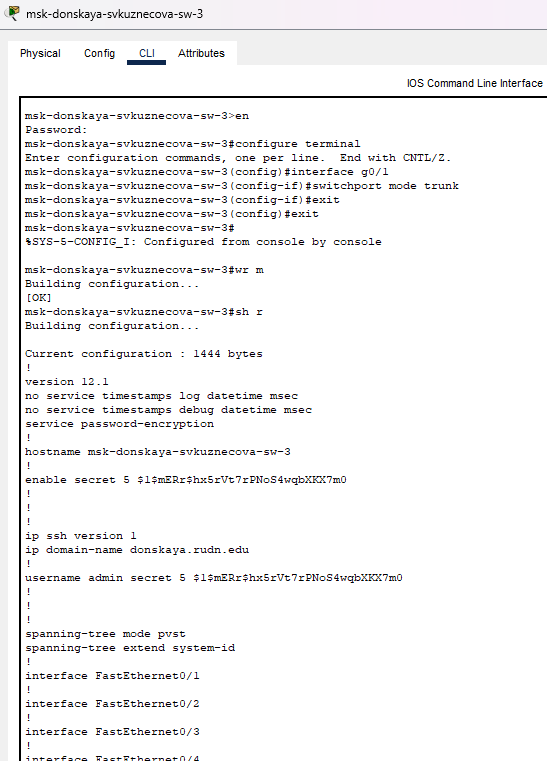 msk-donskaya-svkuznecova-sw-3
Physical Config CLI Attributes
IOS Command Line Interface
msk-donskaya-svkuznecova-sw-3>en
Password:
msk-donskaya-svkuznecova-sw-3#configure terminal
Enter configuration commands, one per line.  End with CNTL/Z.
msk-donskaya-svkuznecova-sw-3(config)#interface g0/1
msk-donskaya-svkuznecova-sw-3(config-if)#switchport mode trunk
msk-donskaya-svkuznecova-sw-3(config-if)#exit
msk-donskaya-svkuznecova-sw-3(config)#exit
msk-donskaya-svkuznecova-sw-3#
%SYS-5-CONFIG_I: Configured from console by console
msk-donskaya-svkuznecova-sw-3#wr m
Building configuration...
[OK]
msk-donskaya-svkuznecova-sw-3#sh r
Building configuration...
Current configuration : 1444 bytes
!
version 12.1
no service timestamps log datetime msec
no service timestamps debug datetime msec
service password-encryption
!
hostname msk-donskaya-svkuznecova-sw-3
!
enable secret 5 $1$mERr$hx5rVt7rPNoS4wqbXKX7m0
!
!
!
ip ssh version 1
ip domain-name donskaya.rudn.edu
!
username admin secret 5 $1$mERr$hx5rVt7rPNoS4wqbXKX7m0
!
!
!
spanning-tree mode pvst
spanning-tree extend system-id
!
interface FastEthernet0/1
!
interface FastEthernet0/2
!
interface FastEthernet0/3
!
interface FastEthernet0/4